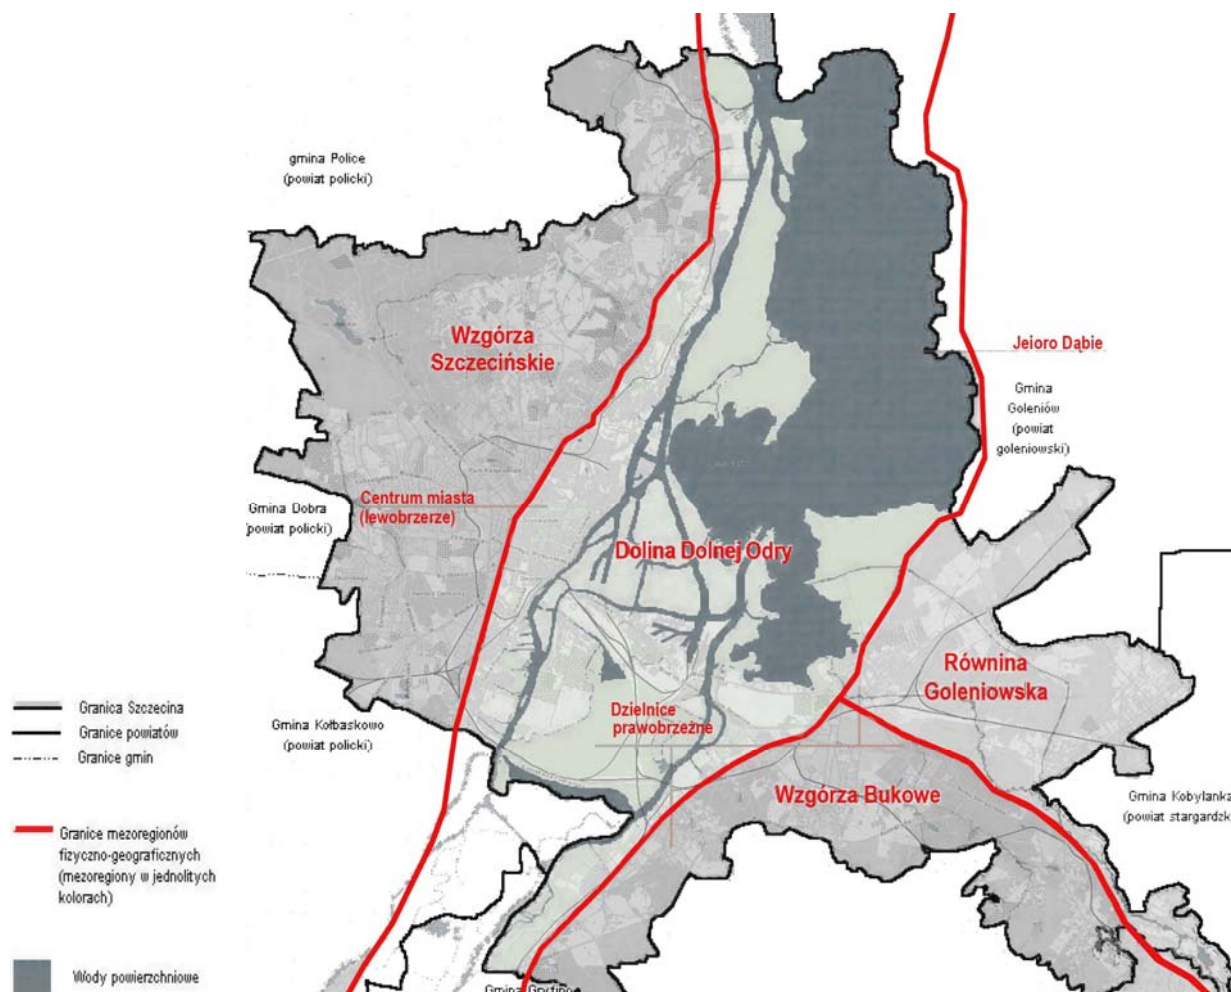 gmina Police
(powiat policki)
Wzgórza
Szczecińskie
Jeioro Dąbie
Gmina
Goleniów
(powiat
goleniowski)
Centrum miasta
(lewobrzerze)
Gmina Dobra
(powiat policki)
Dolina Dolnej Odry
Równina
Goleniowska
Dzielnice
prawobrzeżne
Gmina Kołbaskowo
(powiat policki)
Wzgórza Bukowe
Gmina Kobylanka
(powiat stargardzk
Gmina Gryfino
Granica Szczecina
Granice powiatów
Granice gmin
Granice mezoregionów
fizyczno-geograficznych
(mezoregiony w jednolitych
kolorach)
Wody powierzchniowe